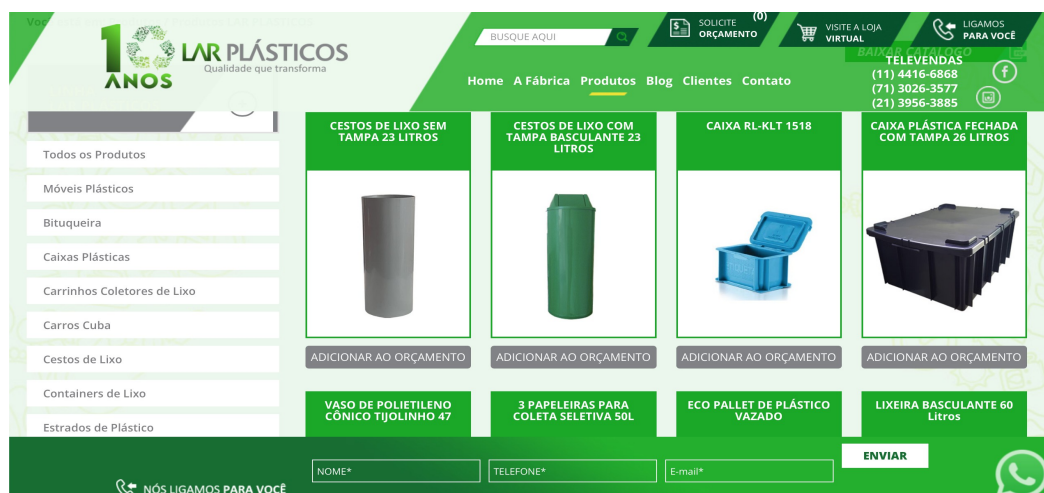 10
ANOS
LAR PLÁSTICOS
Qualidade que transforma
BUSQUE AQUI
SOLICITE (0)
ORÇAMENTO
VISITE A LOJA
VIRTUAL
LIGAMOS
PARA VOCÊ
BAIXAR CATALOGO
TELEVENDAS
(11) 4416-6868
(71) 3026-3577
(21) 3956-3885
Home A Fábrica Produtos Blog Clientes Contato
Todos os Produtos
Móveis Plásticos
Bituqueira
Caixas Plásticas
Carrinhos Coletores de Lixo
Carros Cuba
Cestos de Lixo
Containers de Lixo
Estrados de Plástico
CESTOS DE LIXO SEM
TAMPA 23 LITROS
ADICIONAR AO ORÇAMENTO
CESTOS DE LIXO COM
TAMPA BASCULANTE 23
LITROS
ADICIONAR AO ORÇAMENTO
CAIXA RL-KLT 1518
ADICIONAR AO ORÇAMENTO
CAIXA PLÁSTICA FECHADA
COM TAMPA 26 LITROS
ADICIONAR AO ORÇAMENTO
VASO DE POLIETILENO
CÔNICO TIJOLINHO 47
3 PAPELEIRAS PARA
COLETA SELETIVA 50L
ECO PALLET DE PLÁSTICO
VAZADO
LIXEIRA BASCULANTE 60
Litros
NÓS LIGAMOS PARA VOCÊ
NOME*
TELEFONE*
E-mail*
ENVIAR